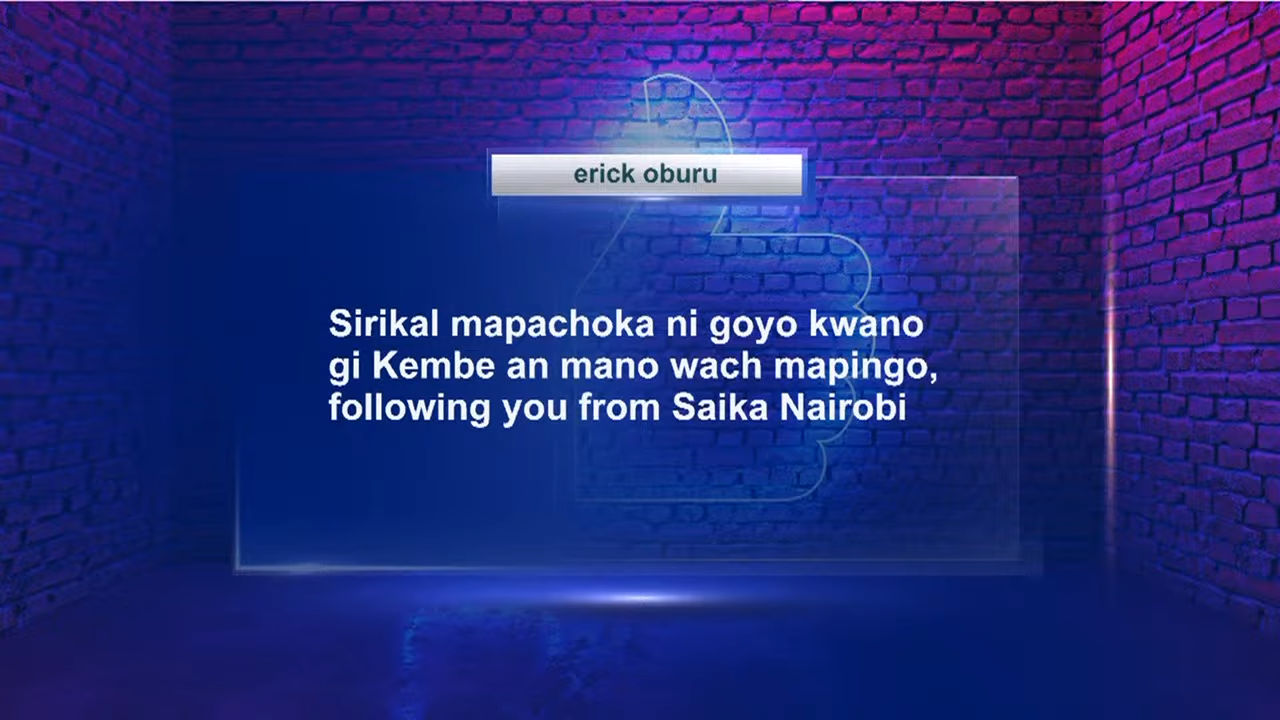 erick oburu
Sirikal mapachoka ni goyo kwano
gi Kembe an mano wach mapingo,
following you from Saika Nairobi